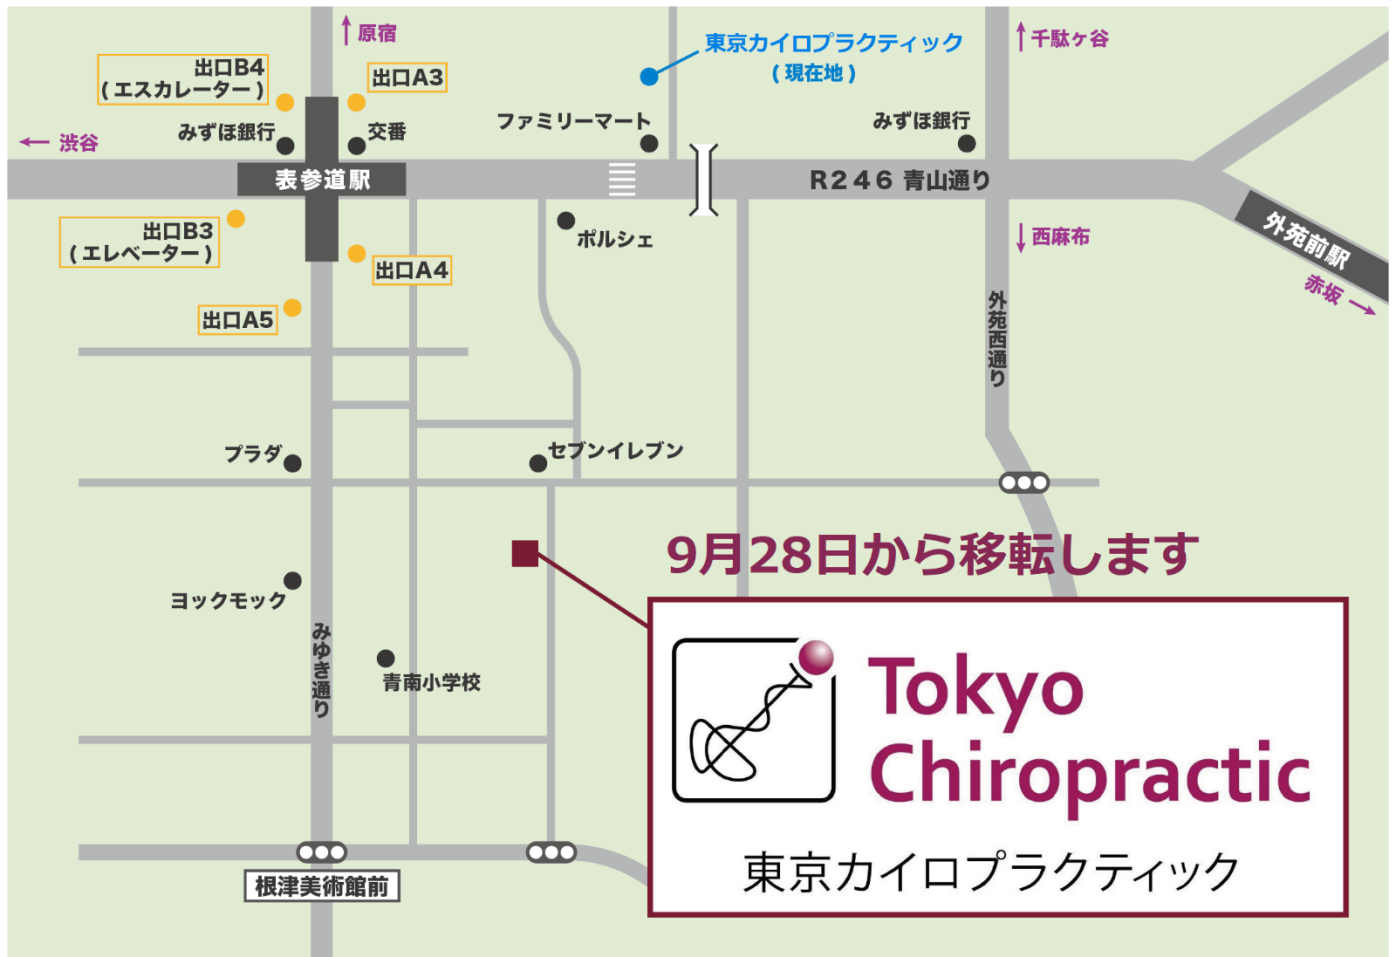 原宿
出口B4
(エスカレーター)
出口A3
東京カイロプラクティック
(現在地)
千駄ヶ谷
渋谷
みずほ銀行
交番
ファミリーマート
みずほ銀行
表参道駅
R246 青山通り
出口B3
(エレベーター)
ポルシェ
西麻布
外苑前駅
出口A4
赤坂
出口A5
外苑西通り
プラダ
セブンイレブン
9月28日から移転します
ヨックモック
みゆき通り
青南小学校
Tokyo
Chiropractic
東京カイロプラクティック
根津美術館前